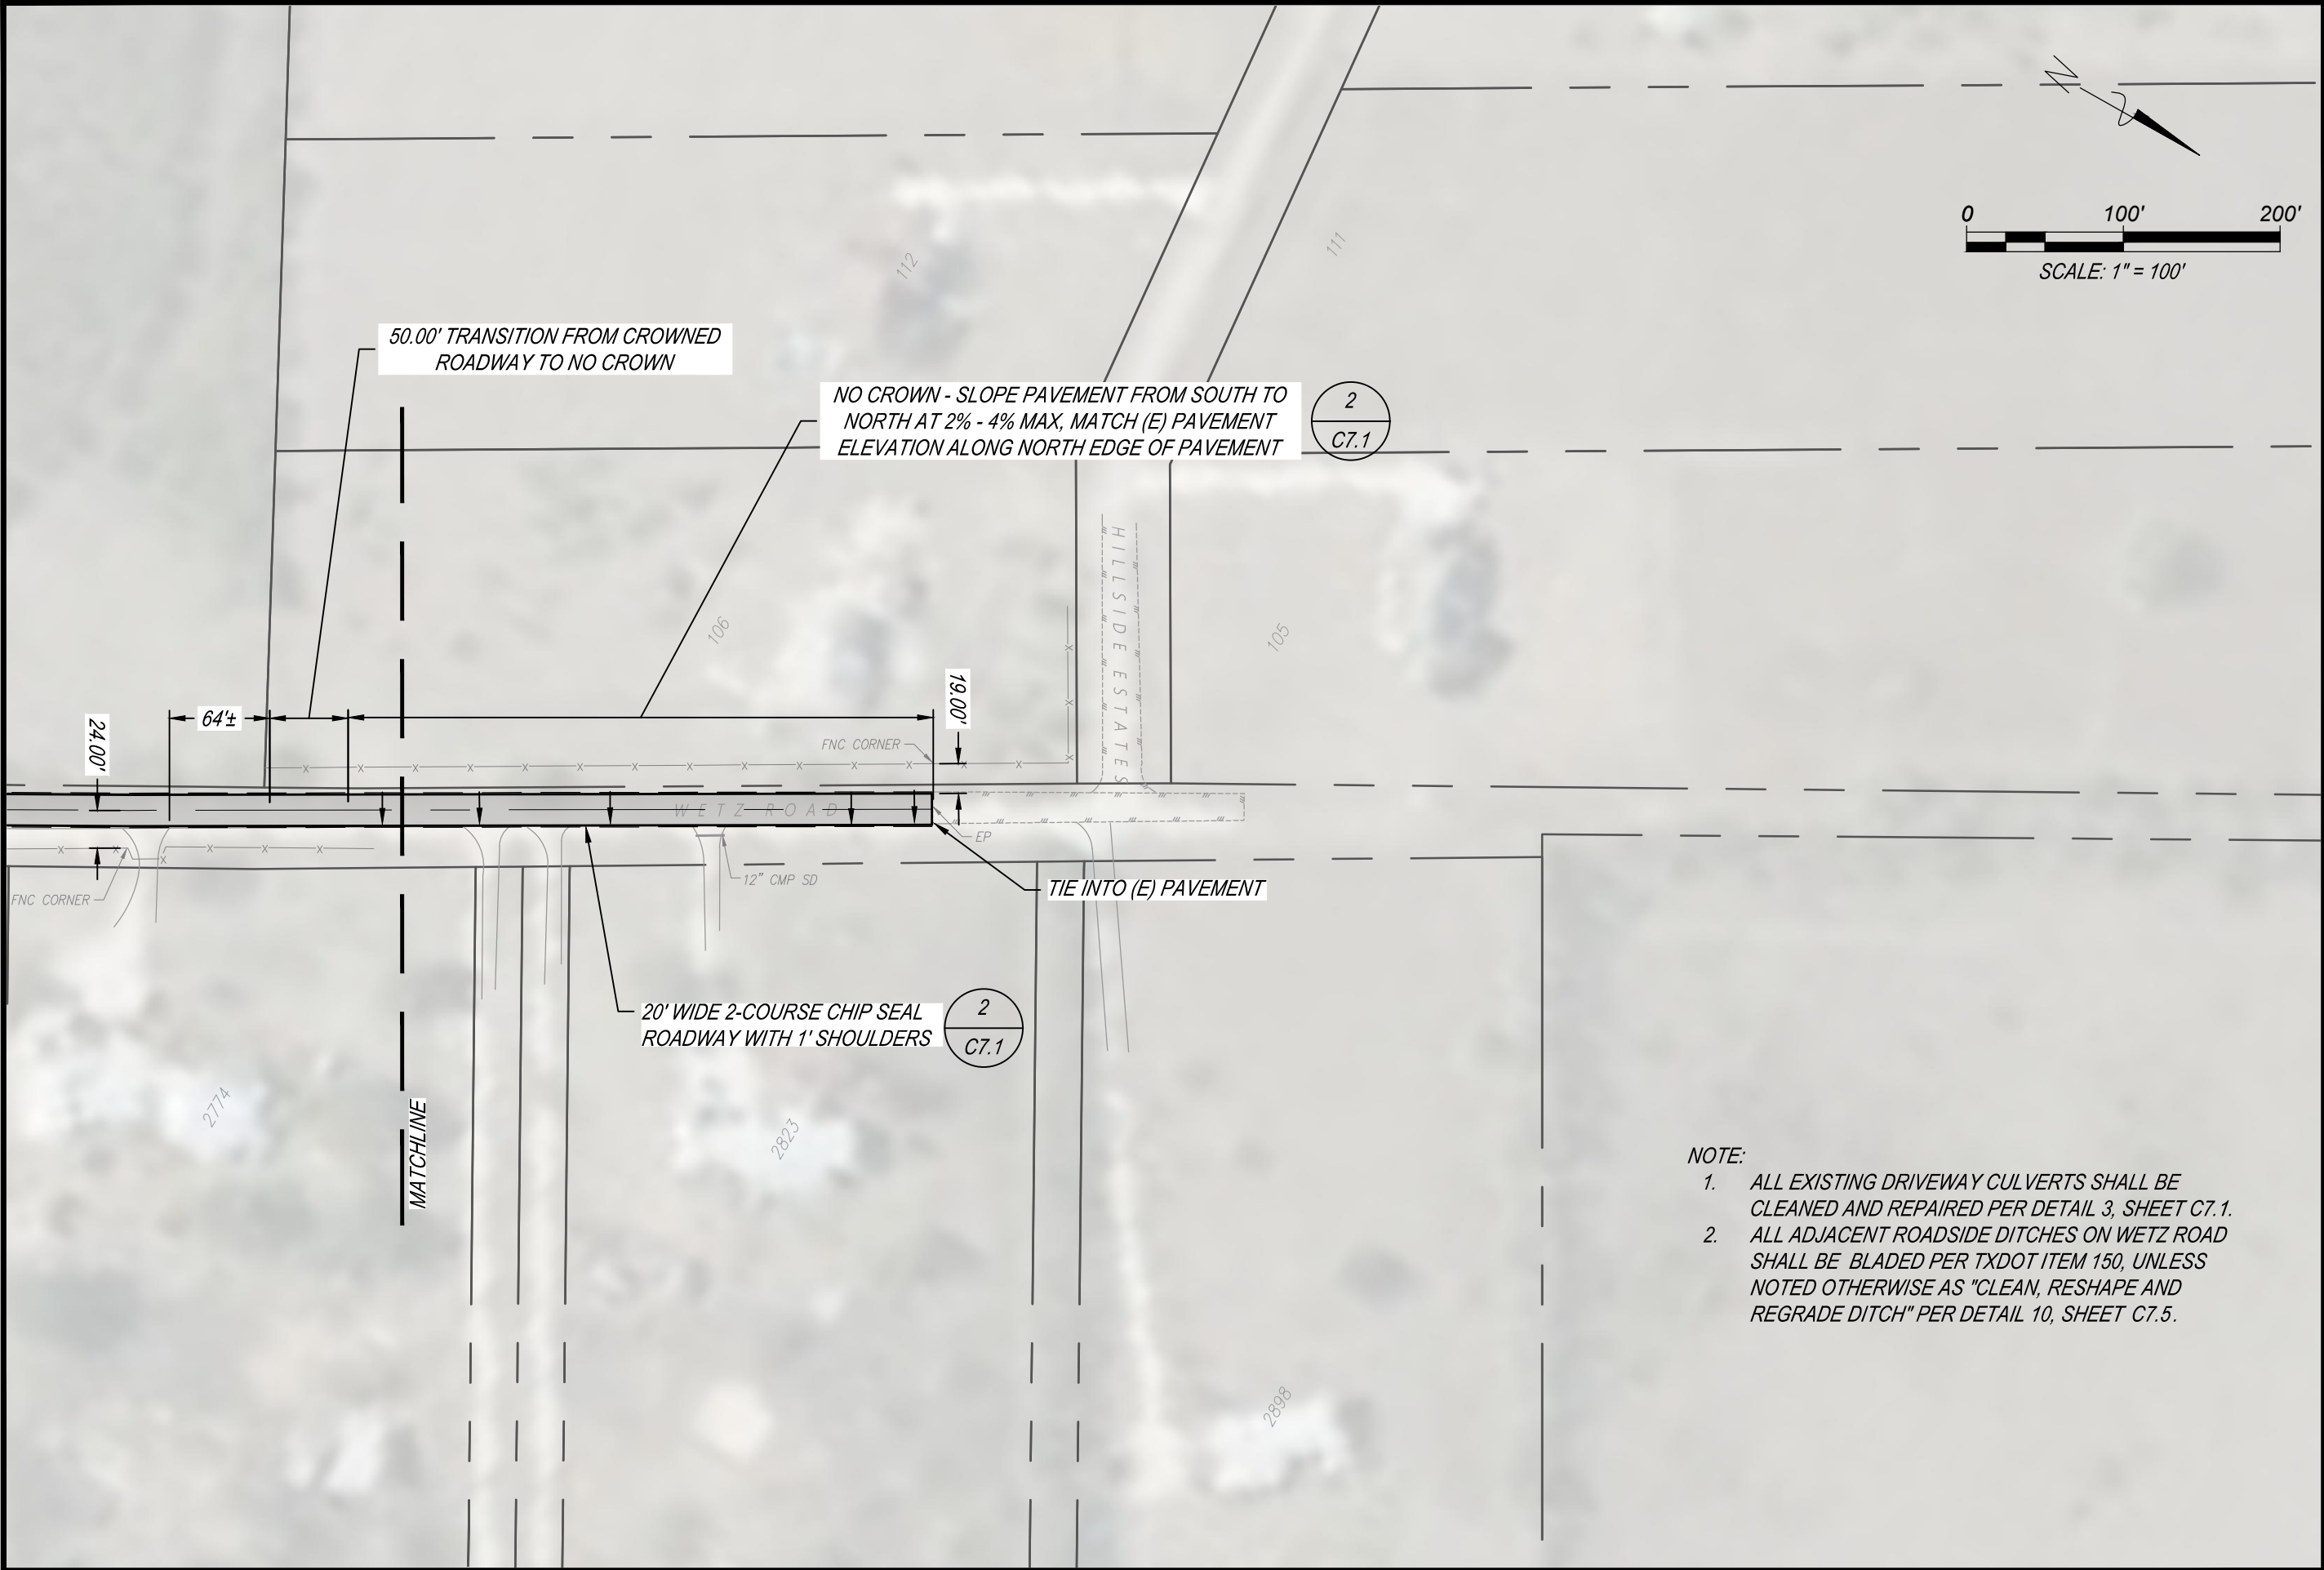 N
0 100' 200'
SCALE: 1" = 100'
112
111
50.00' TRANSITION FROM CROWNED
ROADWAY TO NO CROWN
NO CROWN - SLOPE PAVEMENT FROM SOUTH TO
NORTH AT 2% - 4% MAX, MATCH (E) PAVEMENT
ELEVATION ALONG NORTH EDGE OF PAVEMENT
2
C7.1
HILLSIDE ESTATES
106
105
19.00'
64'±
24.00'
FNC CORNER
WETZ ROAD
EP
12" CMP SD
FNC CORNER
TIE INTO (E) PAVEMENT
20' WIDE 2-COURSE CHIP SEAL
ROADWAY WITH 1' SHOULDERS
2
C7.1
MATCHLINE
2774
2823
2898
NOTE:
1. ALL EXISTING DRIVEWAY CULVERTS SHALL BE
CLEANED AND REPAIRED PER DETAIL 3, SHEET C7.1.
2. ALL ADJACENT ROADSIDE DITCHES ON WETZ ROAD
SHALL BE BLADED PER TXDOT ITEM 150, UNLESS
NOTED OTHERWISE AS "CLEAN, RESHAPE AND
REGRADE DITCH" PER DETAIL 10, SHEET C7.5.